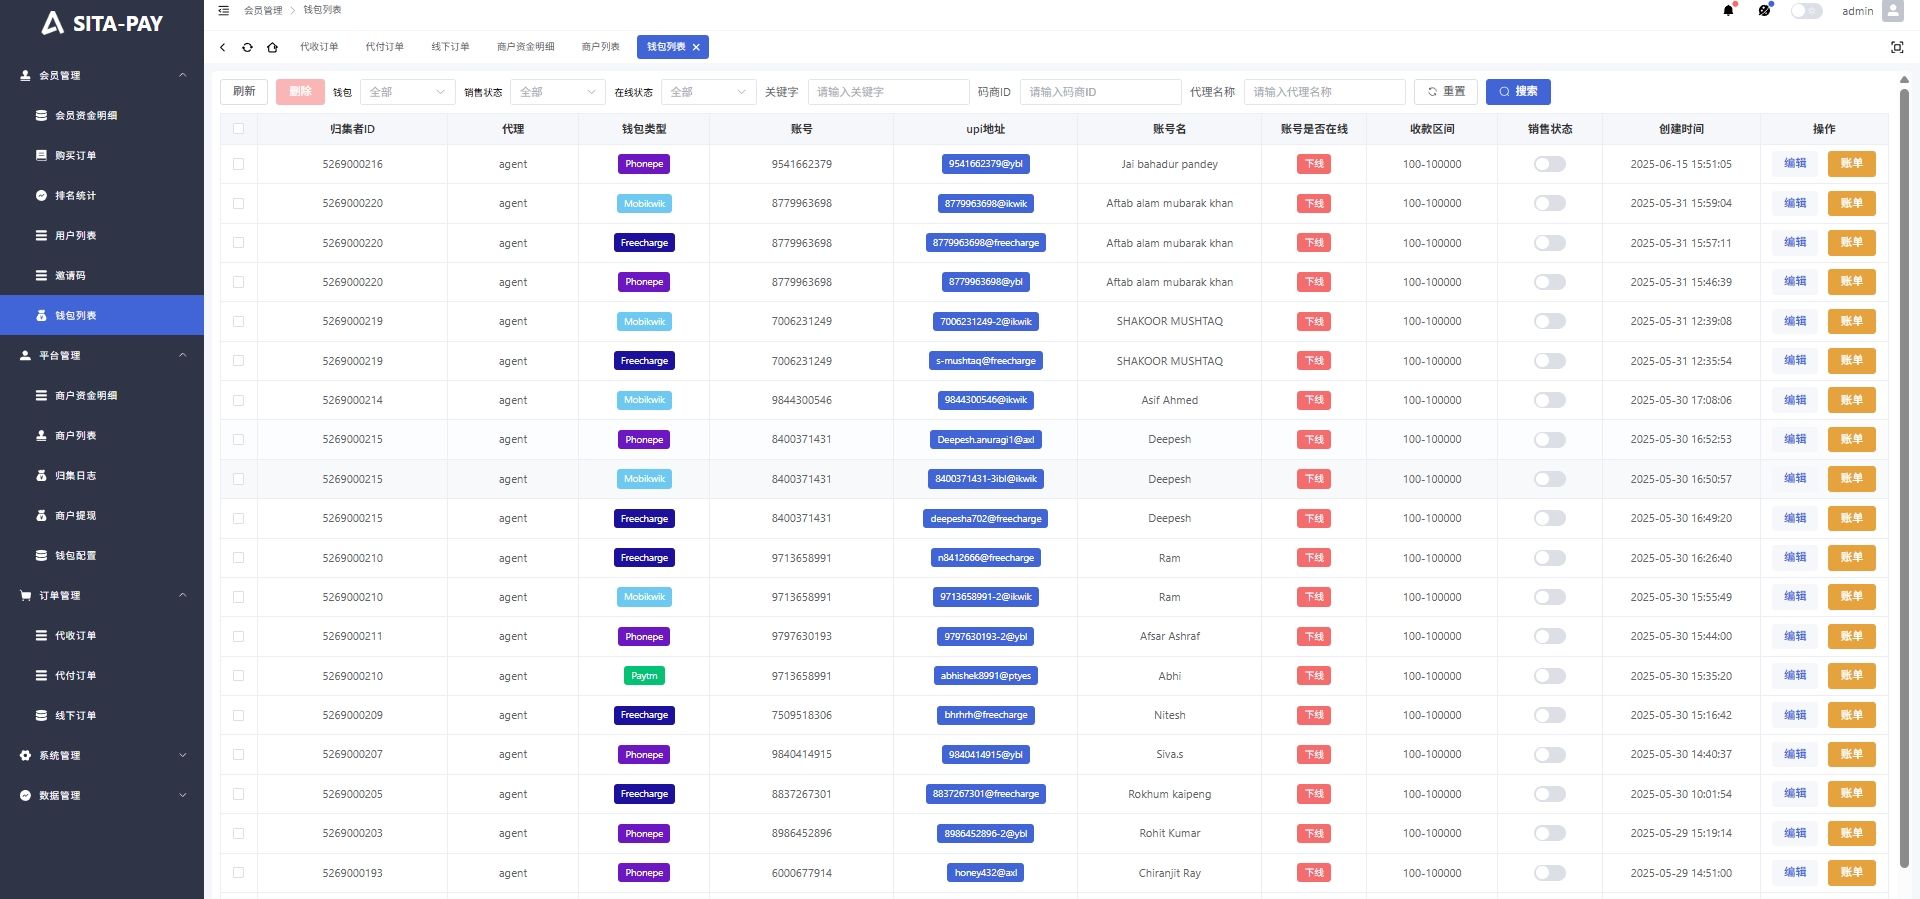 SITA-PAY
会员管理
会员资金明细
购买订单
排名统计
用户列表
邀请码
钱包列表
平台管理
商户资金明细
商户列表
归集日志
商户提现
钱包配置
订单管理
代收订单
代付订单
线下订单
系统管理
数据管理
会员管理 > 钱包列表
admin
代收订单 代付订单 线下订单 商户资金明细 商户列表 钱包列表 ×
刷新 删除 钱包 全部 销售状态 全部 在线状态 全部 关键字 请输入关键字 码商ID 请输入码商ID 代理名称 请输入代理名称 重置 搜索
归集者ID 代理 钱包类型 账号 upi地址 账号名 账号是否在线 收款区间 销售状态 创建时间 操作
5269000216 agent Phonepe 9541662379 9541662379@ybl Jai bahadur pandey 下线 100-100000 2025-06-15 15:51:05 编辑 账单
5269000220 agent Mobikwik 8779963698 8779963698@ikwik Aftab alam mubarak khan 下线 100-100000 2025-05-31 15:59:04 编辑 账单
5269000220 agent Freecharge 8779963698 8779963698@freecharge Aftab alam mubarak khan 下线 100-100000 2025-05-31 15:57:11 编辑 账单
5269000220 agent Phonepe 8779963698 8779963698@ybl Aftab alam mubarak khan 下线 100-100000 2025-05-31 15:46:39 编辑 账单
5269000219 agent Mobikwik 7006231249 7006231249-2@ikwik SHAKOOR MUSHTAQ 下线 100-100000 2025-05-31 12:39:08 编辑 账单
5269000219 agent Freecharge 7006231249 s-mushtaq@freecharge SHAKOOR MUSHTAQ 下线 100-100000 2025-05-31 12:35:54 编辑 账单
5269000214 agent Mobikwik 9844300546 9844300546@ikwik Asif Ahmed 下线 100-100000 2025-05-30 17:08:06 编辑 账单
5269000215 agent Phonepe 8400371431 Deepesh.anuragi1@axl Deepesh 下线 100-100000 2025-05-30 16:52:53 编辑 账单
5269000215 agent Mobikwik 8400371431 8400371431-3ibl@ikwik Deepesh 下线 100-100000 2025-05-30 16:50:57 编辑 账单
5269000215 agent Freecharge 8400371431 deepesha702@freecharge Deepesh 下线 100-100000 2025-05-30 16:49:20 编辑 账单
5269000210 agent Freecharge 9713658991 n8412666@freecharge Ram 下线 100-100000 2025-05-30 16:26:40 编辑 账单
5269000210 agent Mobikwik 9713658991 9713658991-2@ikwik Ram 下线 100-100000 2025-05-30 15:55:49 编辑 账单
5269000211 agent Phonepe 9797630193 9797630193-2@ybl Afsar Ashraf 下线 100-100000 2025-05-30 15:44:00 编辑 账单
5269000210 agent Paytm 9713658991 abhishek8991@ptyes Abhi 下线 100-100000 2025-05-30 15:35:20 编辑 账单
5269000209 agent Freecharge 7509518306 bhrhrh@freecharge Nitesh 下线 100-100000 2025-05-30 15:16:42 编辑 账单
5269000207 agent Phonepe 9840414915 9840414915@ybl Siva.s 下线 100-100000 2025-05-30 14:40:37 编辑 账单
5269000205 agent Freecharge 8837267301 8837267301@freecharge Rokhum kaipeng 下线 100-100000 2025-05-30 10:01:54 编辑 账单
5269000203 agent Phonepe 8986452896 8986452896-2@ybl Rohit Kumar 下线 100-100000 2025-05-29 15:19:14 编辑 账单
5269000193 agent Phonepe 6000677914 honey432@axl Chiranjit Ray 下线 100-100000 2025-05-29 14:51:00 编辑 账单